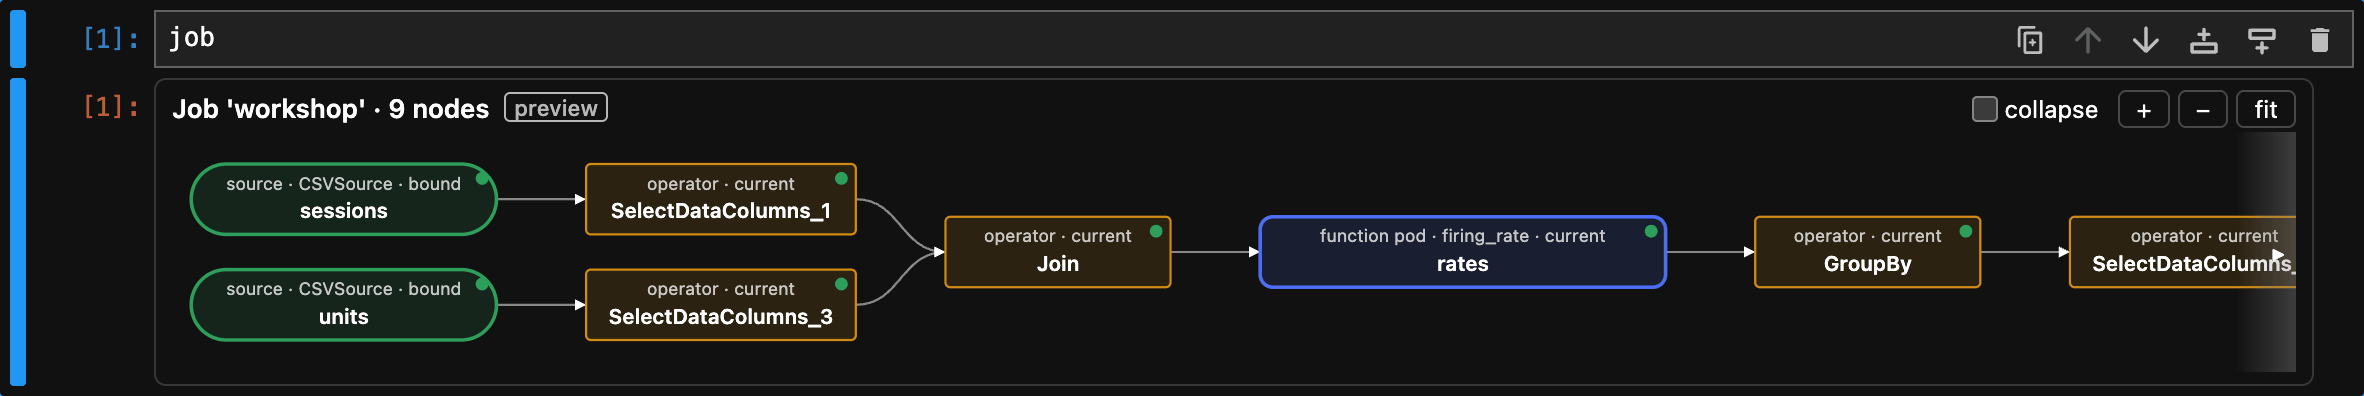 [1]: job
[1]: Job 'workshop' · 9 nodes preview collapse + − fit
source · CSVSource · bound
sessions
operator · current
SelectDataColumns_1
source · CSVSource · bound
units
operator · current
SelectDataColumns_3
operator · current
Join
function pod · firing_rate · current
rates
operator · current
GroupBy
operator · current
SelectDataColumns_